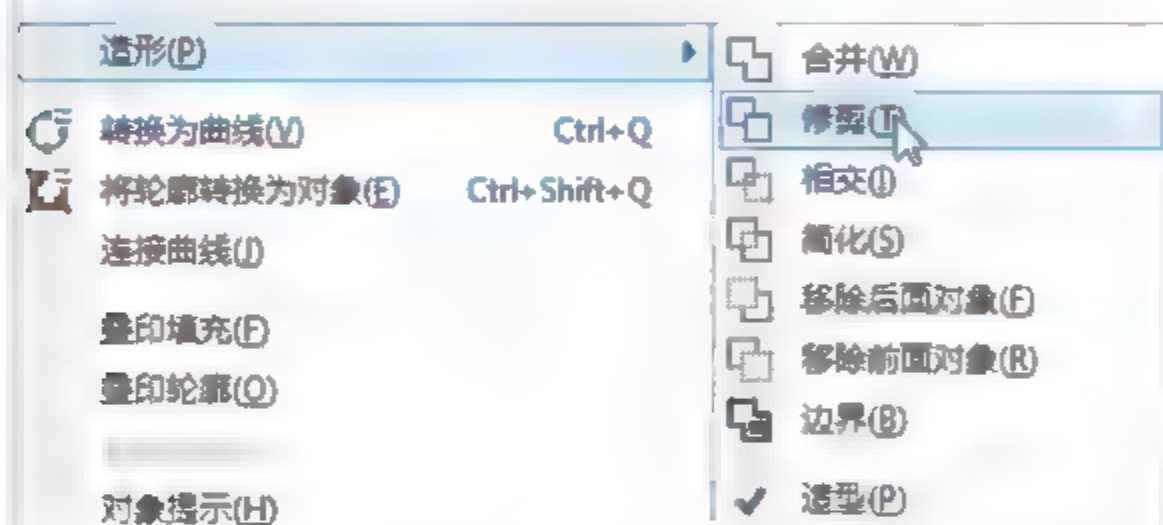 造形(P)
转换为曲线(V) Ctrl+Q
将轮廓转换为对象(E) Ctrl+Shift+Q
连接曲线(J)
叠印填充(F)
叠印轮廓(O)
对象提示(H)
合并(W)
修剪(T)
相交(I)
简化(S)
移除后面对象(F)
移除前面对象(R)
边界(B)
造型(P)